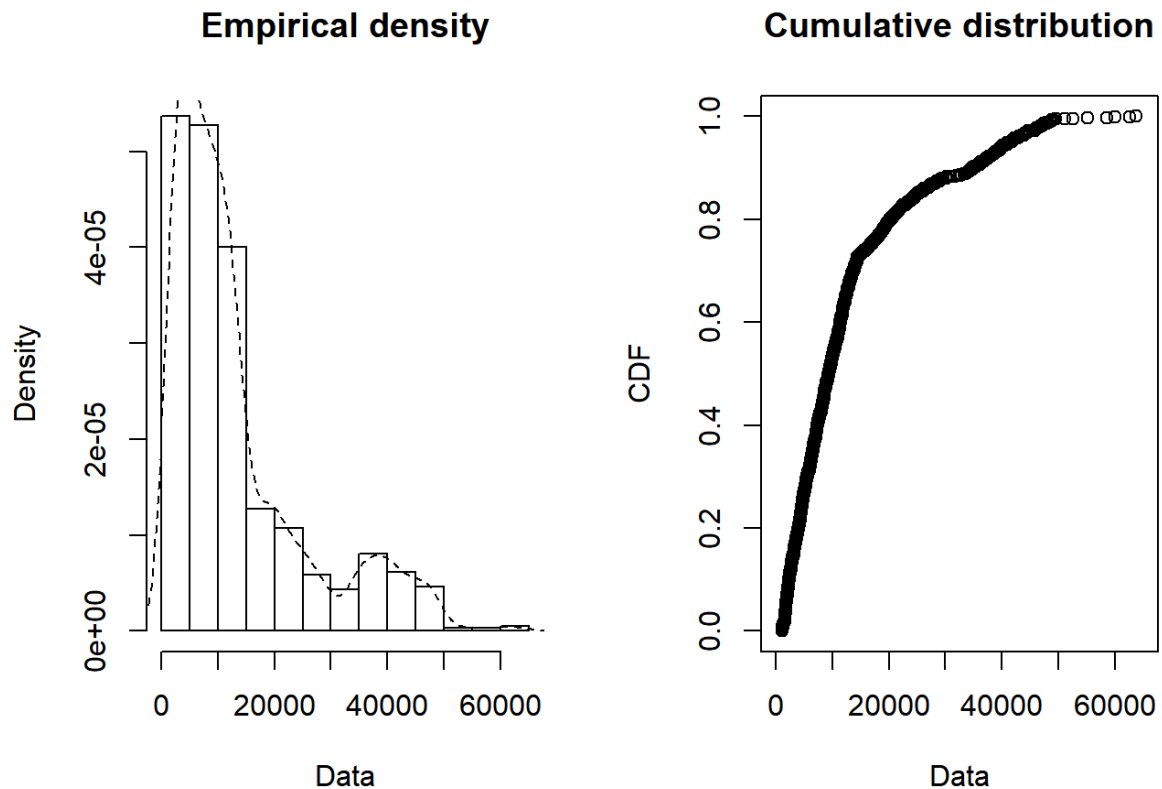 Empirical density
Density
0e+00
2e-05
4e-05
0
20000
40000
60000
Data
Cumulative distribution
CDF
0.0
0.2
0.4
0.6
0.8
1.0
0
20000
40000
60000
Data